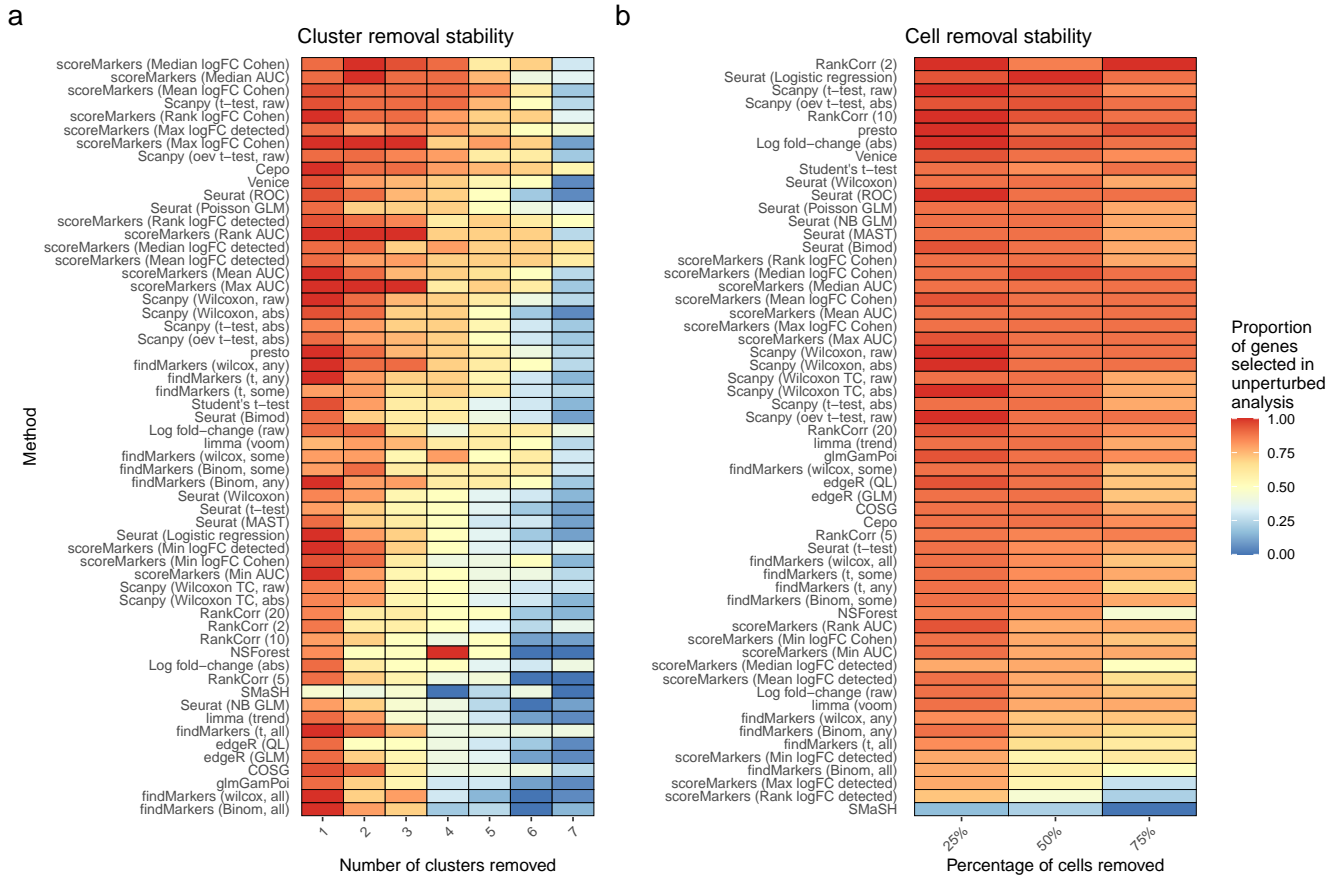 a
Cluster removal stability
Method
scoreMarkers (Median logFC Cohen)
scoreMarkers (Median AUC)
scoreMarkers (Mean logFC Cohen)
Scanpy (t−test, raw)
scoreMarkers (Rank logFC Cohen)
scoreMarkers (Max logFC detected)
scoreMarkers (Max logFC Cohen)
Scanpy (oev t−test, raw)
Cepo
Venice
Seurat (ROC)
Seurat (Poisson GLM)
scoreMarkers (Rank logFC detected)
scoreMarkers (Rank AUC)
scoreMarkers (Median logFC detected)
scoreMarkers (Mean logFC detected)
scoreMarkers (Mean AUC)
scoreMarkers (Max AUC)
Scanpy (Wilcoxon, raw)
Scanpy (Wilcoxon, abs)
Scanpy (t−test, abs)
Scanpy (oev t−test, abs)
presto
findMarkers (wilcox, any)
findMarkers (t, any)
findMarkers (t, some)
Student's t−test
Seurat (Bimod)
Log fold−change (raw)
limma (voom)
findMarkers (wilcox, some)
findMarkers (Binom, some)
findMarkers (Binom, any)
Seurat (Wilcoxon)
Seurat (t−test)
Seurat (MAST)
Seurat (Logistic regression)
scoreMarkers (Min logFC detected)
scoreMarkers (Min logFC Cohen)
scoreMarkers (Min AUC)
Scanpy (Wilcoxon TC, raw)
Scanpy (Wilcoxon TC, abs)
RankCorr (20)
RankCorr (2)
RankCorr (10)
NSForest
Log fold−change (abs)
RankCorr (5)
SMaSH
Seurat (NB GLM)
limma (trend)
findMarkers (t, all)
edgeR (QL)
edgeR (GLM)
COSG
glmGamPoi
findMarkers (wilcox, all)
findMarkers (Binom, all)
1 2 3 4 5 6 7
Number of clusters removed
b
Cell removal stability
RankCorr (2)
Seurat (Logistic regression)
Scanpy (t−test, raw)
Scanpy (oev t−test, abs)
RankCorr (10)
presto
Log fold−change (abs)
Venice
Student's t−test
Seurat (Wilcoxon)
Seurat (ROC)
Seurat (Poisson GLM)
Seurat (NB GLM)
Seurat (MAST)
Seurat (Bimod)
scoreMarkers (Rank logFC Cohen)
scoreMarkers (Median logFC Cohen)
scoreMarkers (Median AUC)
scoreMarkers (Mean logFC Cohen)
scoreMarkers (Mean AUC)
scoreMarkers (Max logFC Cohen)
scoreMarkers (Max AUC)
Scanpy (Wilcoxon, raw)
Scanpy (Wilcoxon, abs)
Scanpy (Wilcoxon TC, raw)
Scanpy (Wilcoxon TC, abs)
Scanpy (t−test, abs)
Scanpy (oev t−test, raw)
RankCorr (20)
limma (trend)
glmGamPoi
findMarkers (wilcox, some)
edgeR (QL)
edgeR (GLM)
COSG
Cepo
RankCorr (5)
Seurat (t−test)
findMarkers (wilcox, all)
findMarkers (t, some)
findMarkers (t, any)
findMarkers (Binom, some)
NSForest
scoreMarkers (Rank AUC)
scoreMarkers (Min logFC Cohen)
scoreMarkers (Min AUC)
scoreMarkers (Median logFC detected)
scoreMarkers (Mean logFC detected)
Log fold−change (raw)
limma (voom)
findMarkers (wilcox, any)
findMarkers (Binom, any)
findMarkers (t, all)
scoreMarkers (Min logFC detected)
findMarkers (Binom, all)
scoreMarkers (Max logFC detected)
scoreMarkers (Rank logFC detected)
SMaSH
25% 50% 75%
Percentage of cells removed
Proportion
of genes
selected in
unperturbed
analysis
1.00
0.75
0.50
0.25
0.00